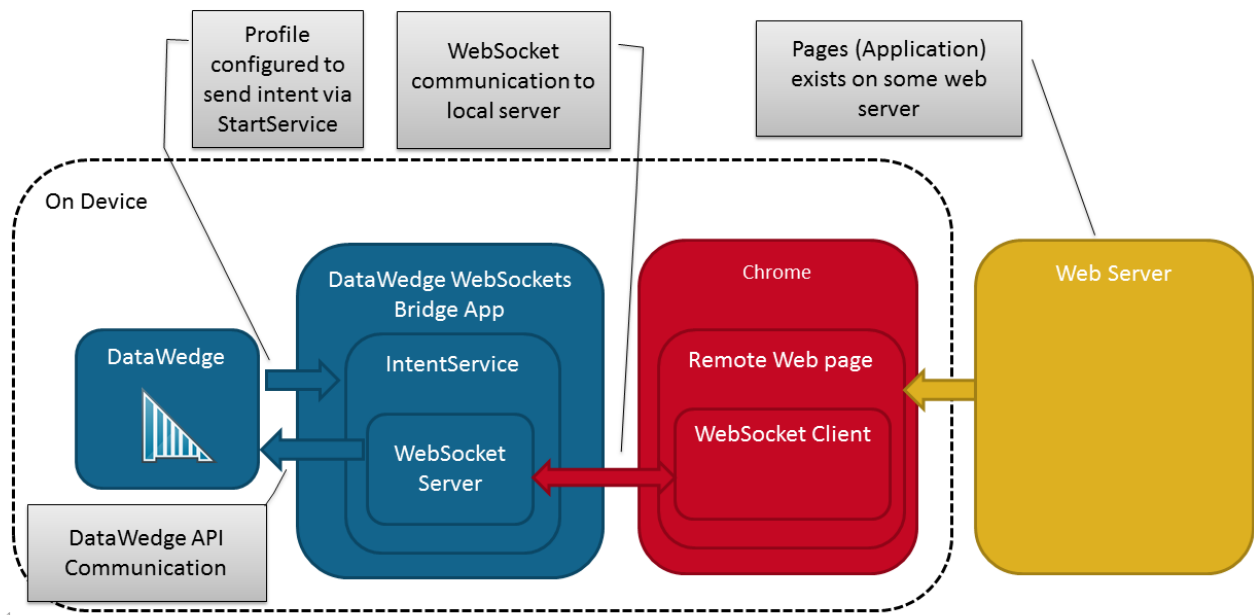 Profile
configured to
send intent via
StartService
WebSocket
communication to
local server
Pages (Application)
exists on some web
server
On Device
DataWedge WebSockets
Bridge App
Chrome
Web Server
DataWedge
IntentService
Remote Web page
WebSocket
Server
WebSocket Client
DataWedge API
Communication